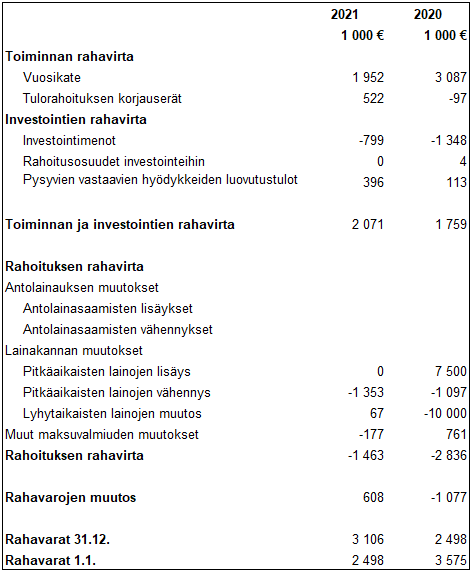 2021 2020
1 000 € 1 000 €
Toiminnan rahavirta
Vuosikate 1 952 3 087
Tulorahoituksen korjauserät 522 -97
Investointien rahavirta
Investointimenot -799 -1 348
Rahoitusosuudet investointeihin 0 4
Pysyvien vastaavien hyödykkeiden luovutustulot 396 113
Toiminnan ja investointien rahavirta 2 071 1 759
Rahoituksen rahavirta
Antolainauksen muutokset
Antolainasaamisten lisäykset
Antolainasaamisten vähennykset
Lainakannan muutokset
Pitkäaikaisten lainojen lisäys 0 7 500
Pitkäaikaisten lainojen vähennys -1 353 -1 097
Lyhytaikaisten lainojen muutos 67 -10 000
Muut maksuvalmiuden muutokset -177 761
Rahoituksen rahavirta -1 463 -2 836
Rahavarojen muutos 608 -1 077
Rahavarat 31.12. 3 106 2 498
Rahavarat 1.1. 2 498 3 575